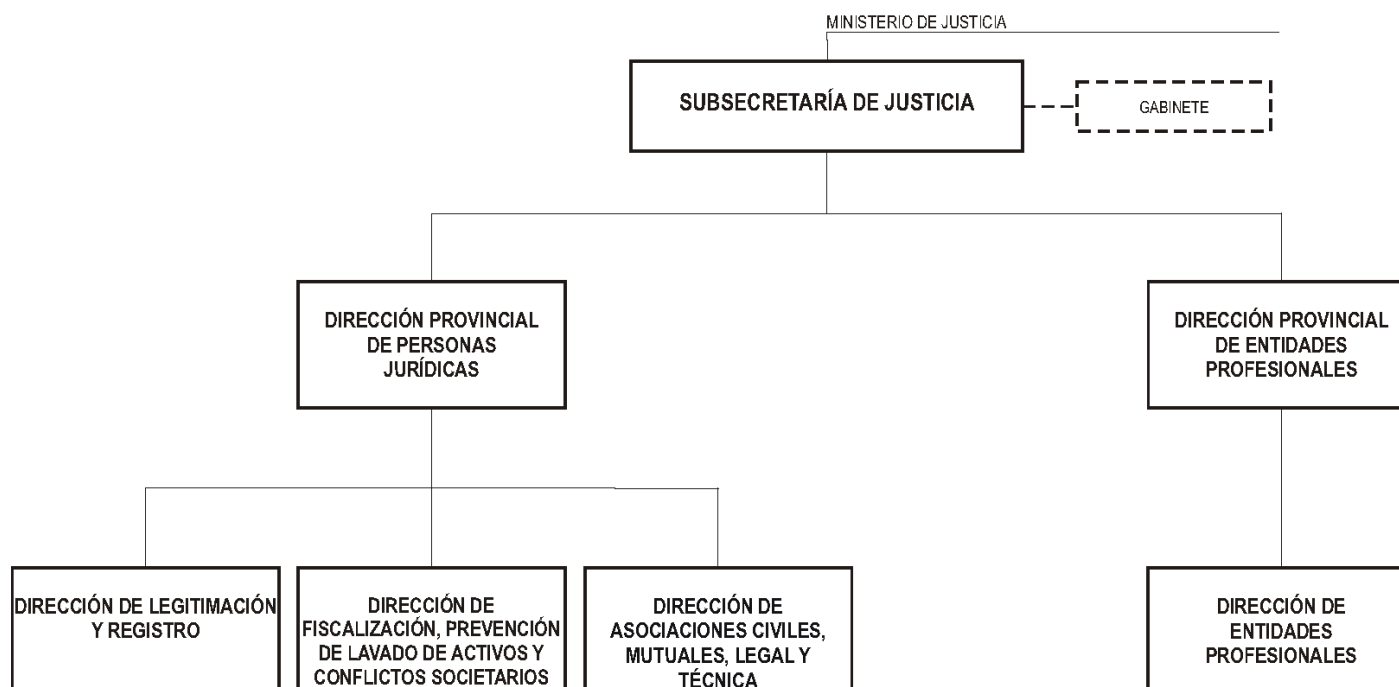 MINISTERIO DE JUSTICIA
SUBSECRETARÍA DE JUSTICIA
GABINETE
DIRECCIÓN PROVINCIAL
DE PERSONAS
JURÍDICAS
DIRECCIÓN PROVINCIAL
DE ENTIDADES
PROFESIONALES
DIRECCIÓN DE LEGITIMACIÓN
Y REGISTRO
DIRECCIÓN DE
FISCALIZACIÓN, PREVENCIÓN
DE LAVADO DE ACTIVOS Y
CONFLICTOS SOCIETARIOS
DIRECCIÓN DE
ASOCIACIONES CIVILES,
MUTUALES, LEGAL Y
TÉCNICA
DIRECCIÓN DE
ENTIDADES
PROFESIONALES